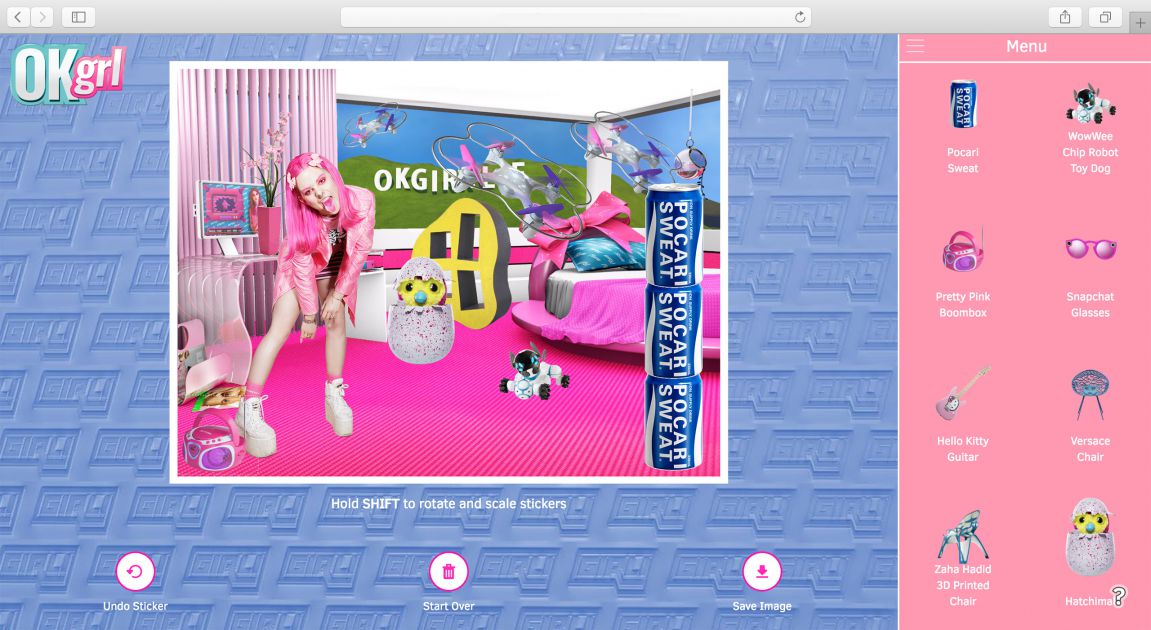 OKgrl
Menu
OKGIRL
POCARI
SWEAT
POCARI
SWEAT
POCARI
SWEAT
POCARI
SWEAT
Pocari
Sweat
WowWee
Chip Robot
Toy Dog
Pretty Pink
Boombox
Snapchat
Glasses
Hello Kitty
Guitar
Versace
Chair
Zaha Hadid
3D Printed
Chair
?
Hold SHIFT to rotate and scale stickers
Undo Sticker
Start Over
Save Image